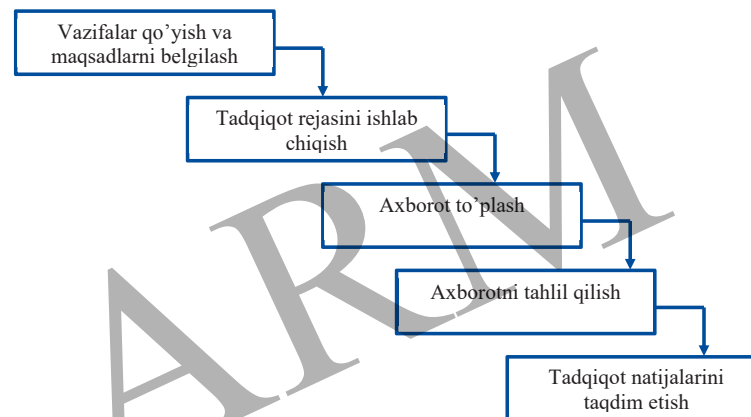 Vazifalar qo’yish va
maqsadlarni belgilash
Tadqiqot rejasini ishlab
chiqish
Axborot to’plash
Axborotni tahlil qilish
Tadqiqot natijalarini
taqdim etish
ARM